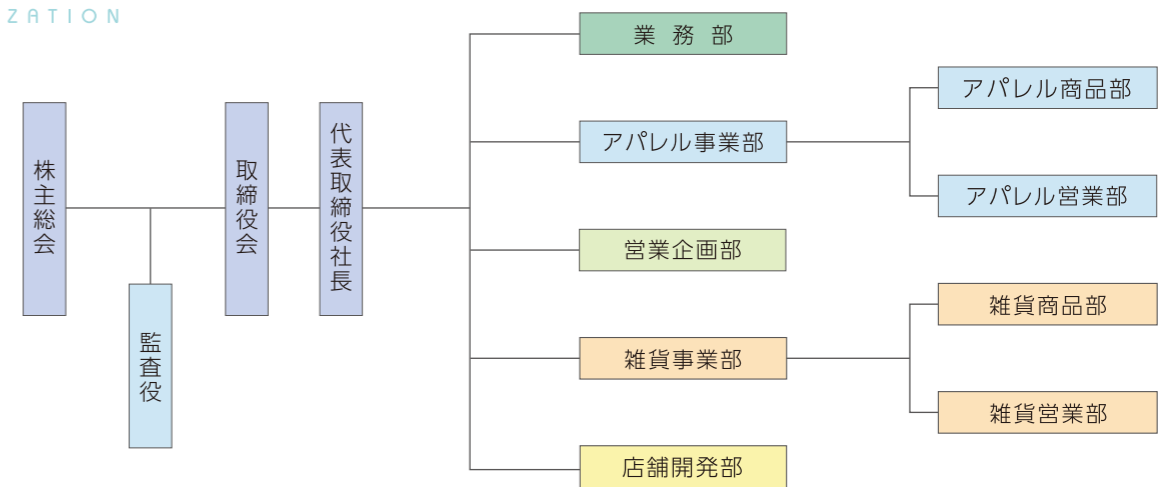 ZATION
株主総会
監査役
取締役会
代表取締役社長
業務部
アパレル事業部
アパレル商品部
アパレル営業部
営業企画部
雑貨事業部
雑貨商品部
雑貨営業部
店舗開発部